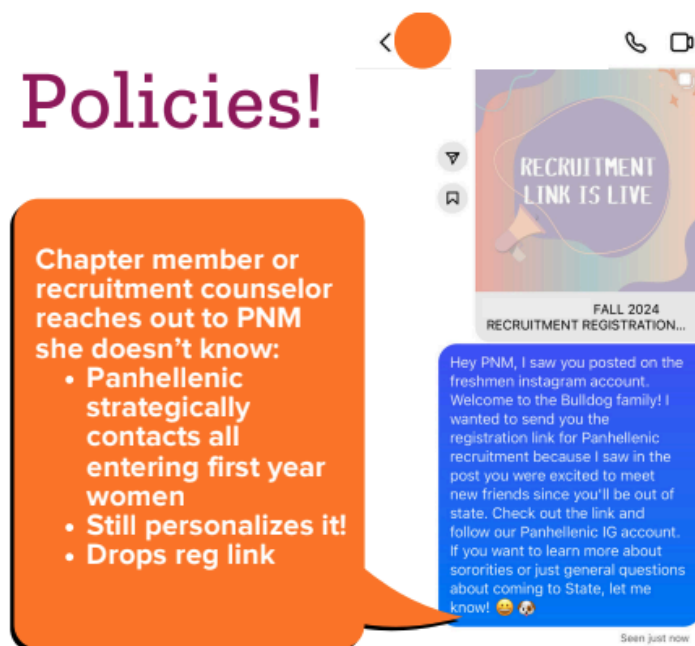 Policies!
Chapter member or
recruitment counselor
reaches out to PNM
she doesn't know:
• Panhellenic
strategically
contacts all
entering first year
women
• Still personalizes it!
• Drops reg link
RECRUITMENT
LINK IS LIVE
FALL 2024
RECRUITMENT REGISTRATION...
Hey PNM, I saw you posted on the
freshmen instagram account.
Welcome to the Bulldog family! I
wanted to send you the
registration link for Panhellenic
recruitment because I saw in the
post you were excited to meet
new friends since you'll be out of
state. Check out the link and
follow our Panhellenic IG account.
If you want to learn more about
sororities or just general questions
about coming to State, let me
know! 😀 🐶
Seen just now